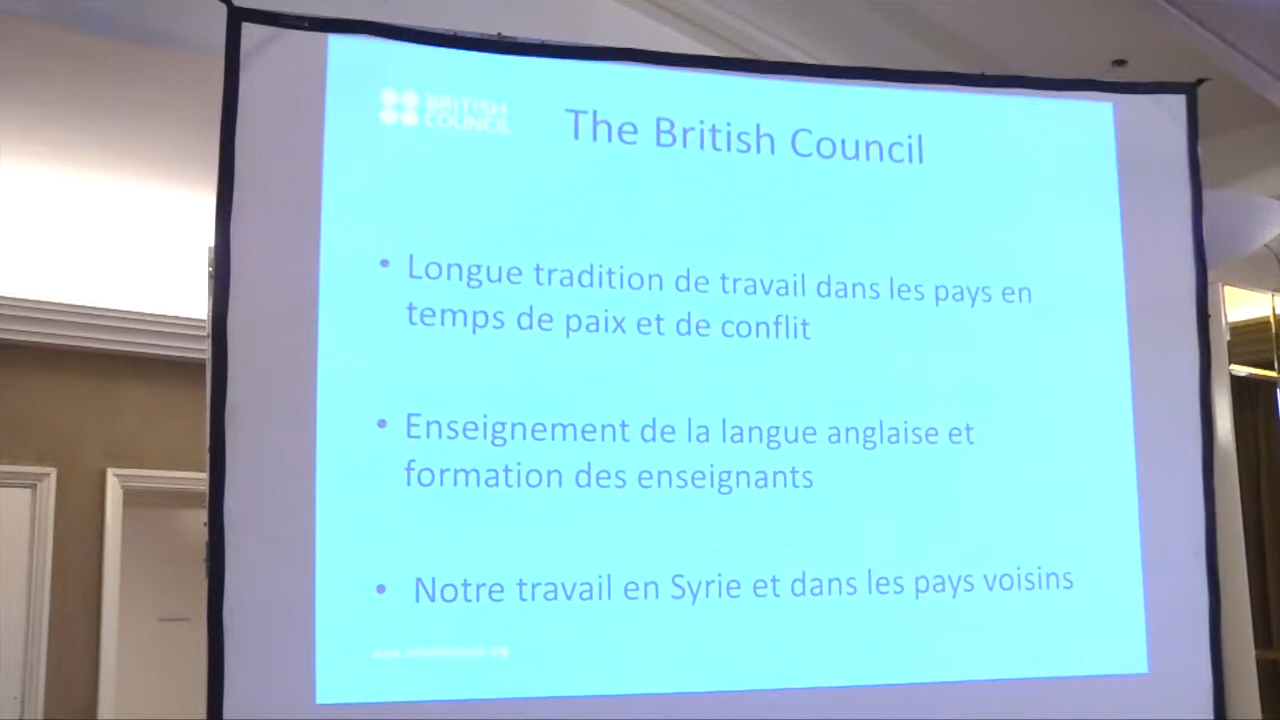 BRITISH
COUNCIL
The British Council
• Longue tradition de travail dans les pays en
temps de paix et de conflit
• Enseignement de la langue anglaise et
formation des enseignants
• Notre travail en Syrie et dans les pays voisins